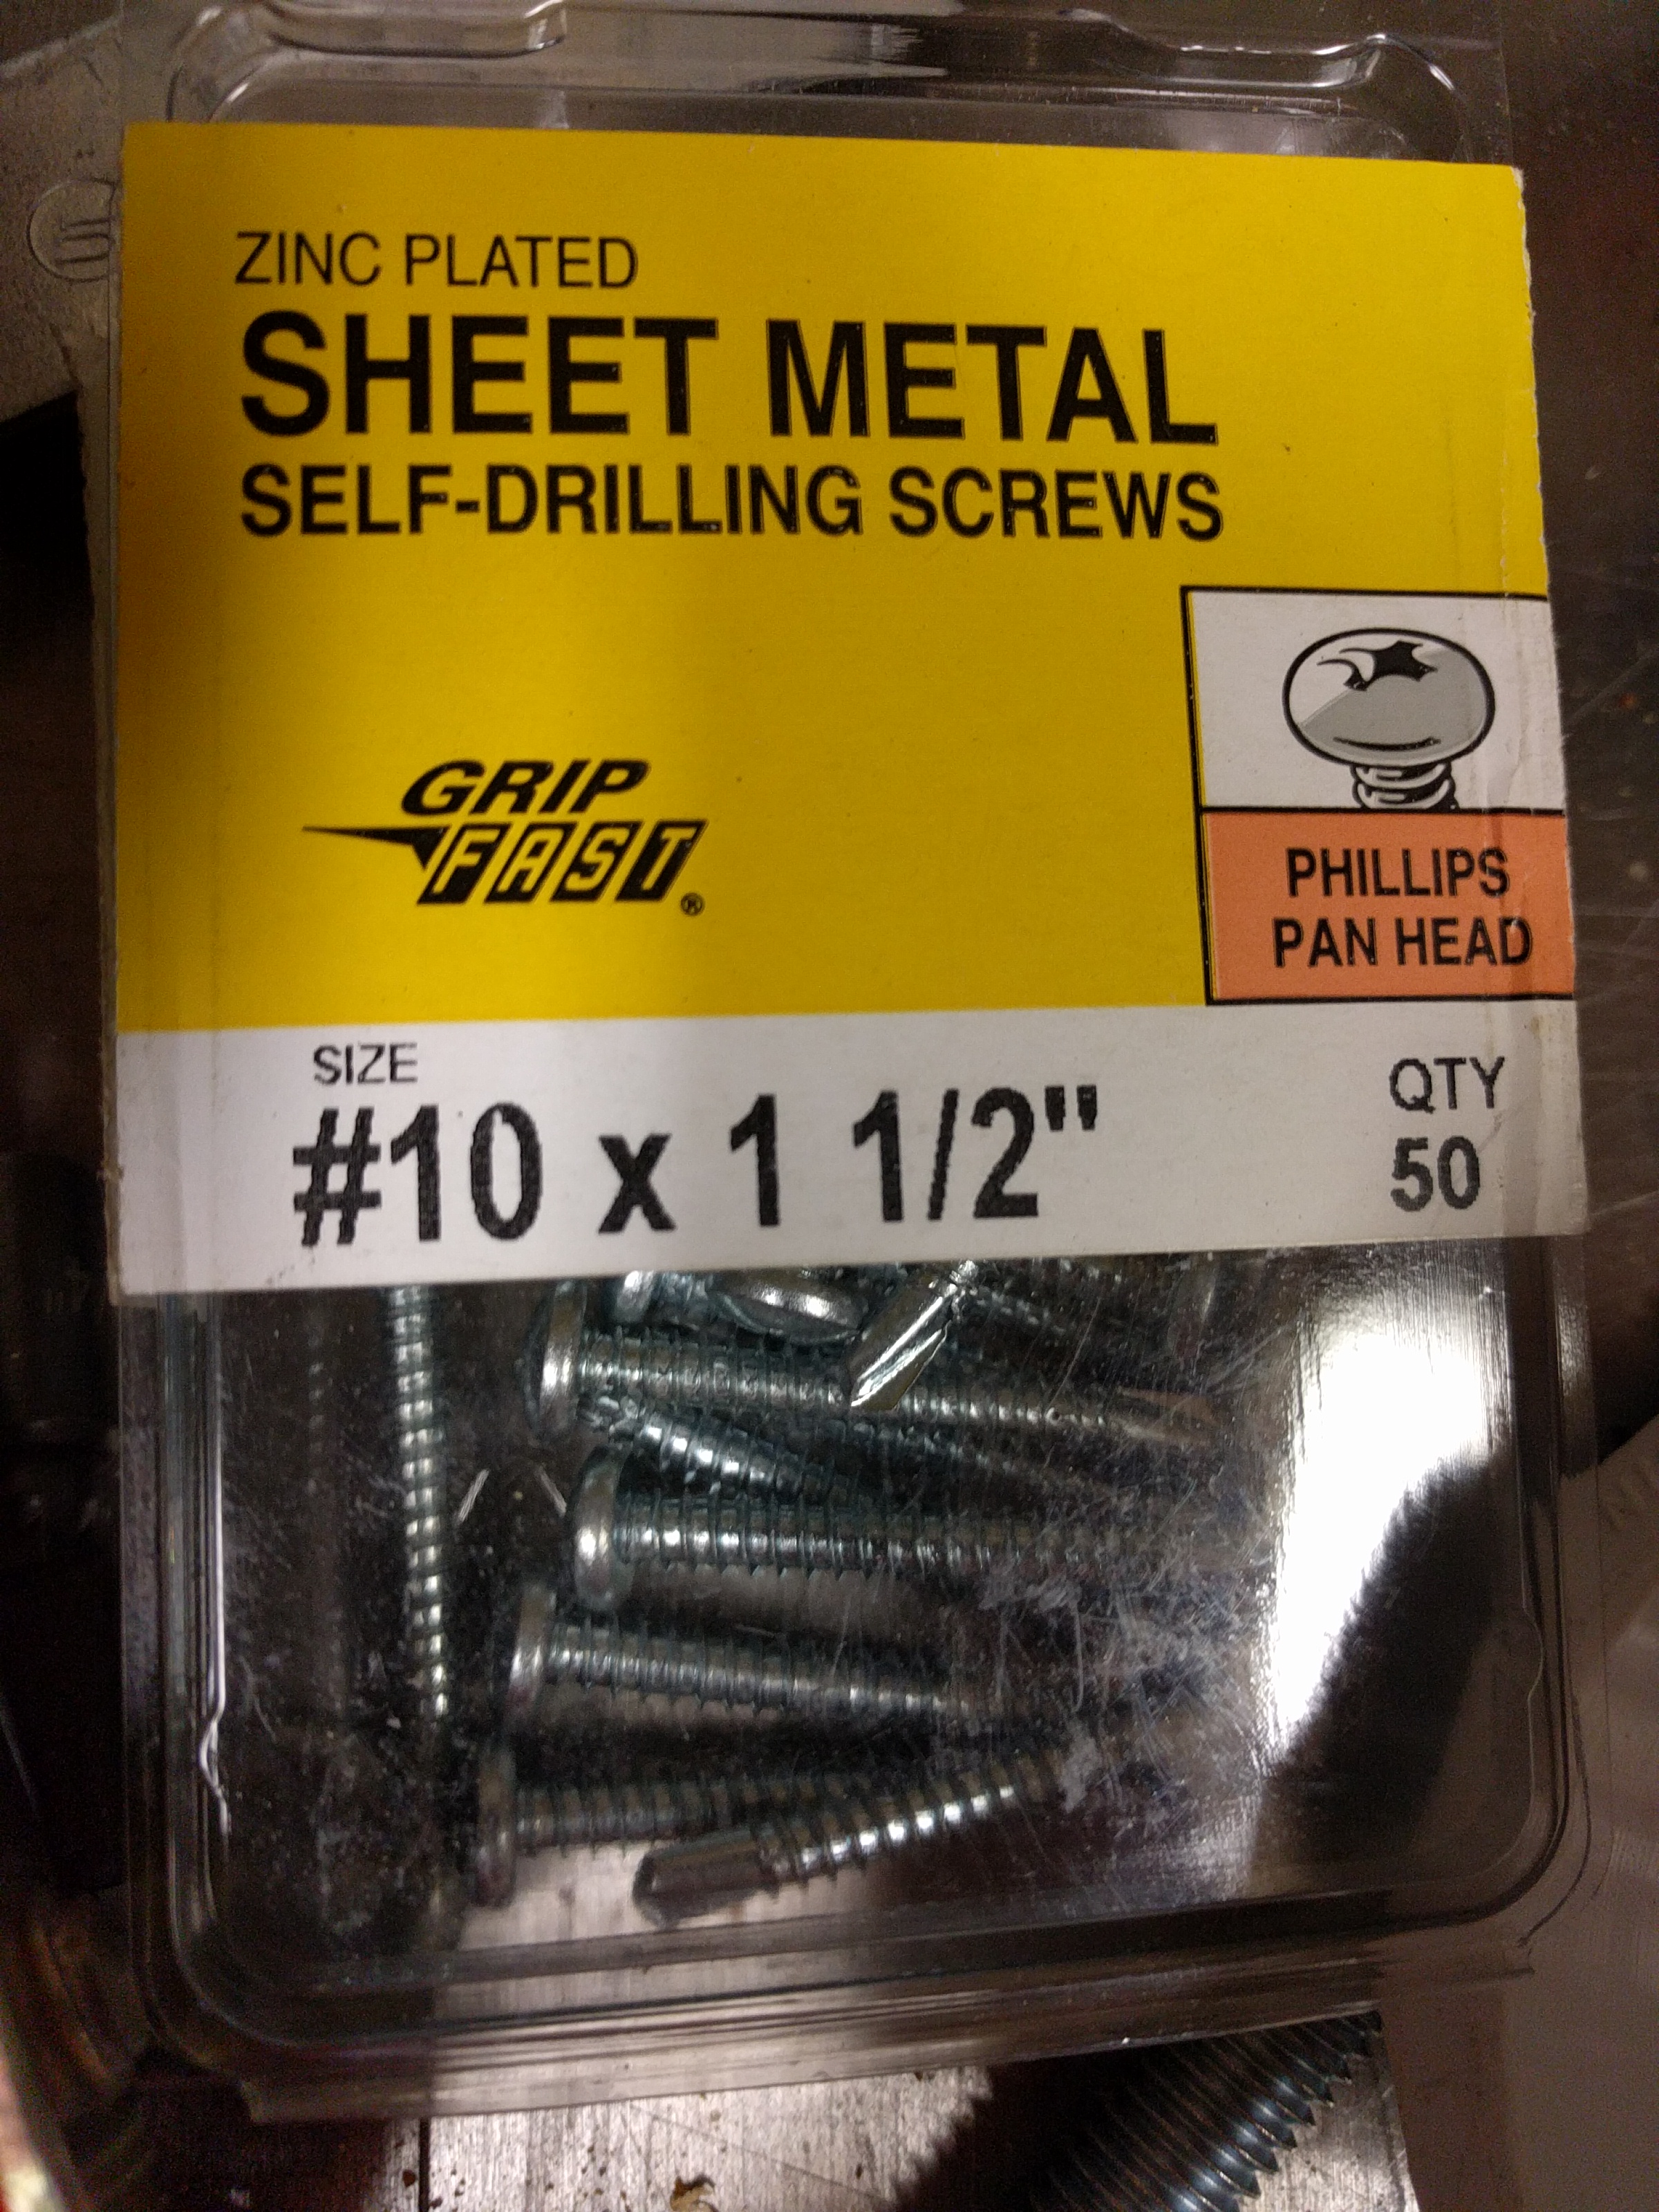 ZINC PLATED
SHEET METAL
SELF-DRILLING SCREWS
GRIP
FAST®
PHILLIPS
PAN HEAD
SIZE
#10 x 1 1/2"
QTY
50